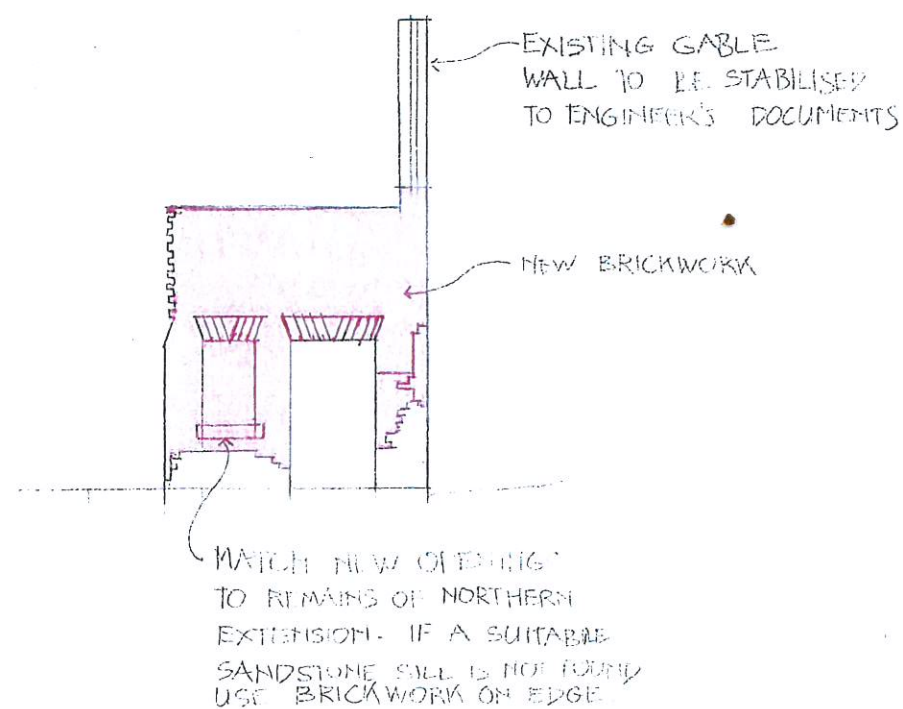 EXISTING GABLE
WALL TO BE STABILISED
TO ENGINEER'S DOCUMENTS
NEW BRICKWORK
MATCH NEW OPENING
TO REMAINS OF NORTHERN
EXTENSION. IF A SUITABLE
SANDSTONE SILL IS NOT FOUND
USE BRICKWORK ON EDGE